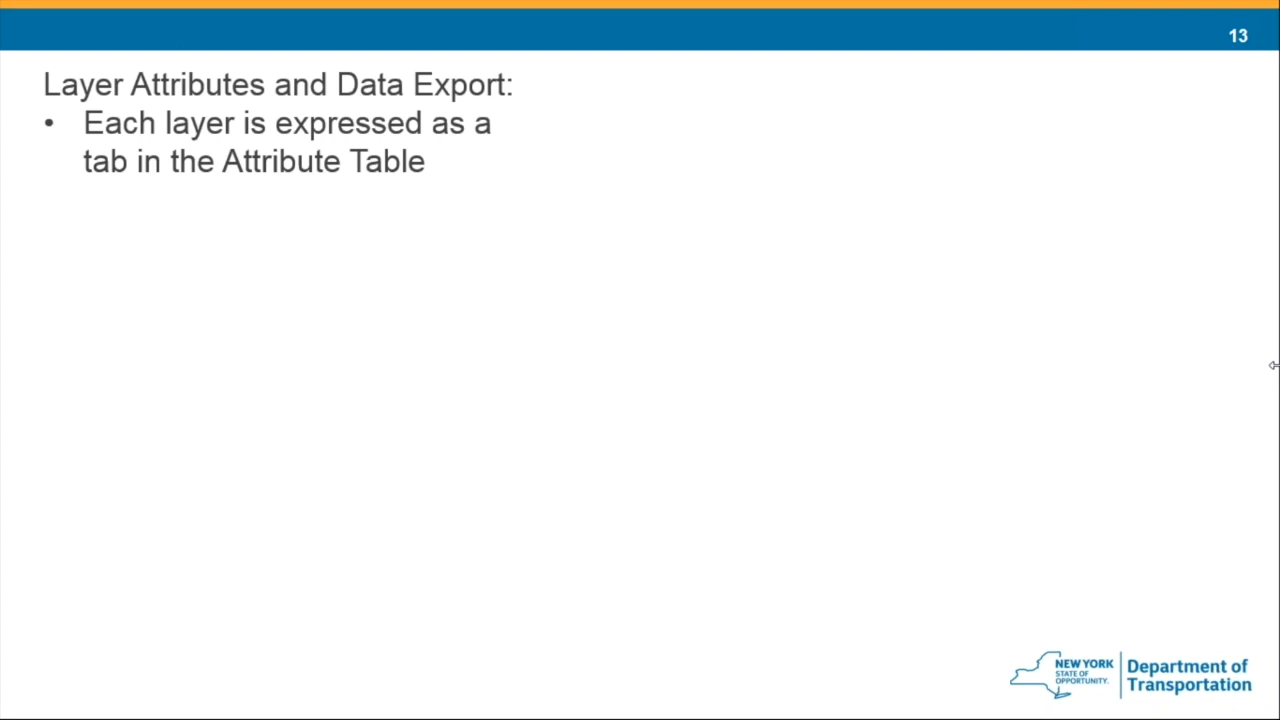 13
Layer Attributes and Data Export:
• Each layer is expressed as a
tab in the Attribute Table
NEW YORK
STATE OF
OPPORTUNITY.
Department of
Transportation